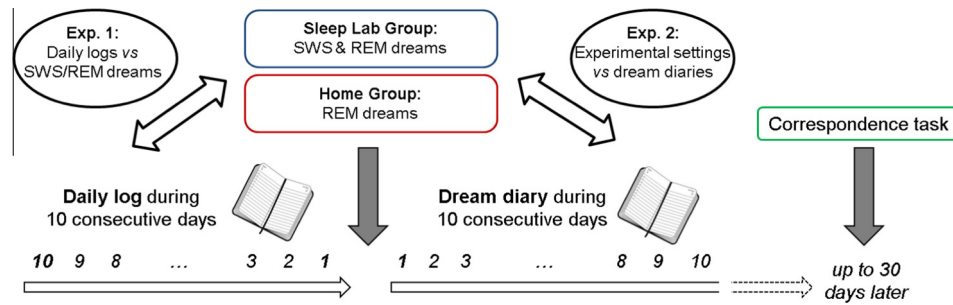 Exp. 1:
Daily logs vs
SWS/REM dreams
Sleep Lab Group:
SWS & REM dreams
Home Group:
REM dreams
Exp. 2:
Experimental settings
vs dream diaries
Correspondence task
Daily log during
10 consecutive days
Dream diary during
10 consecutive days
10 9 8 ... 3 2 1
1 2 3 ... 8 9 10
up to 30
days later